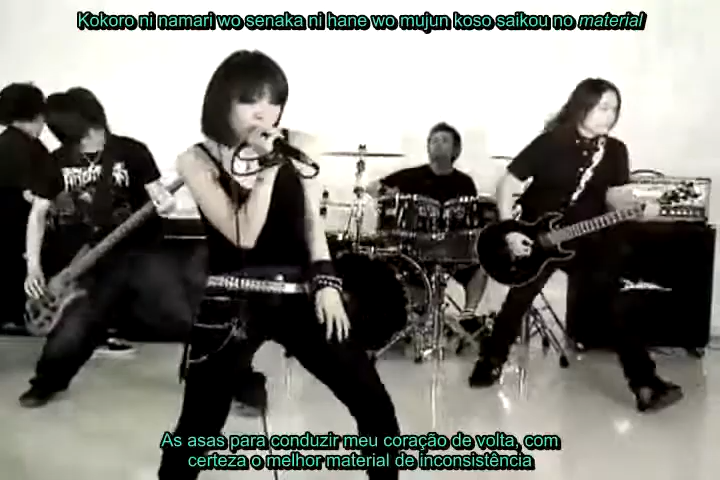 Kokoro ni namari wo senaka ni hane wo mujun koso saikou no material
As asas para conduzir meu coração de volta, com
certeza o melhor material de inconsistência